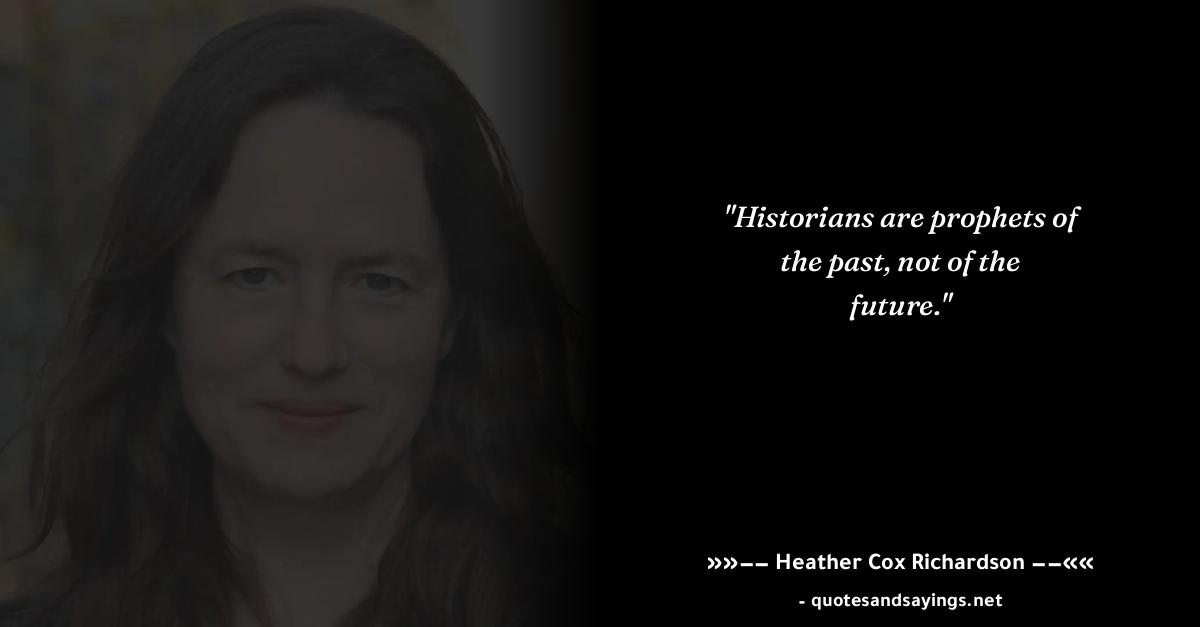 "Historians are prophets of
the past, not of the
future."
»»−− Heather Cox Richardson −−««
- quotesandsayings.net